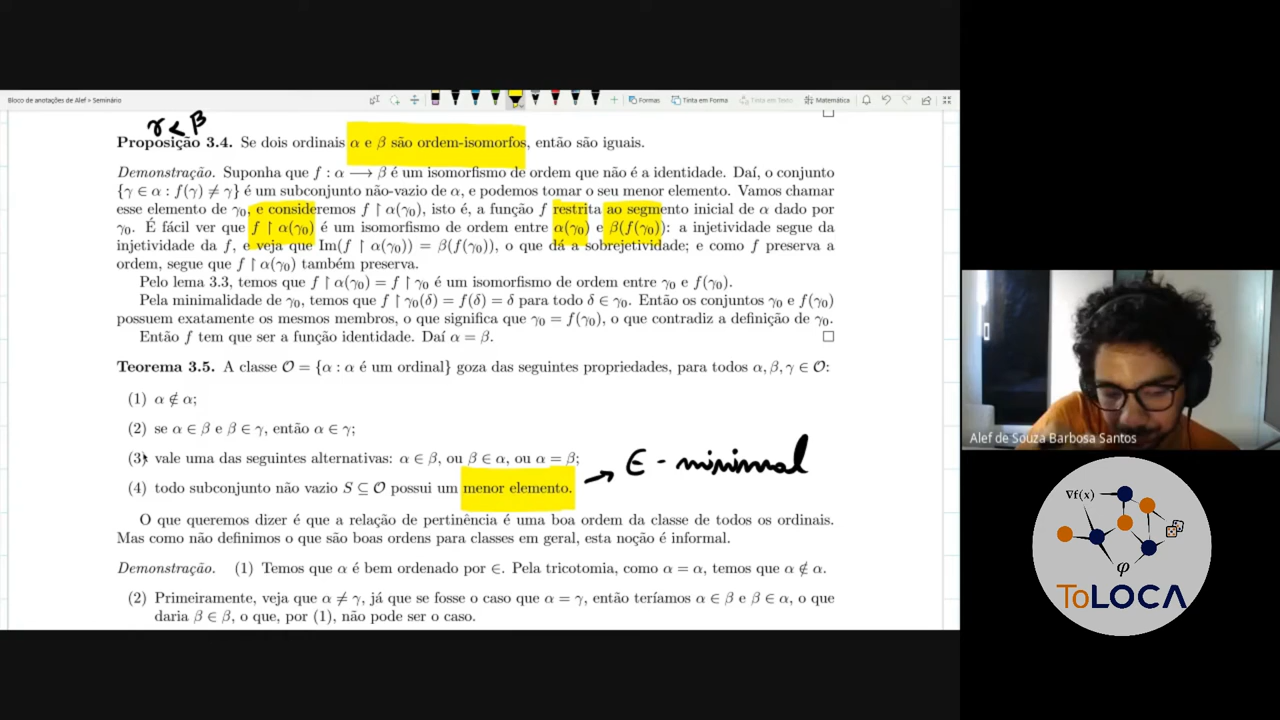 Bloco de anotações de Alef » Seminário
Formas
Tinta em Forma
Tinta em Texto
Matemática
γ < β
Proposição 3.4. Se dois ordinais α e β são ordem-isomorfos, então são iguais.
Demonstração. Suponha que f : α ⟶ β é um isomorfismo de ordem que não é a identidade. Daí, o conjunto
{γ ∈ α : f(γ) ≠ γ} é um subconjunto não-vazio de α, e podemos tomar o seu menor elemento. Vamos chamar
esse elemento de γ₀, e consideremos f ↾ α(γ₀), isto é, a função f restrita ao segmento inicial de α dado por
γ₀. É fácil ver que f ↾ α(γ₀) é um isomorfismo de ordem entre α(γ₀) e β(f(γ₀)): a injetividade segue da
injetividade da f, e veja que Im(f ↾ α(γ₀)) = β(f(γ₀)), o que dá a sobrejetividade; e como f preserva a
ordem, segue que f ↾ α(γ₀) também preserva.
Pelo lema 3.3, temos que f ↾ α(γ₀) = f ↾ γ₀ é um isomorfismo de ordem entre γ₀ e f(γ₀).
Pela minimalidade de γ₀, temos que f ↾ γ₀(δ) = f(δ) = δ para todo δ ∈ γ₀. Então os conjuntos γ₀ e f(γ₀)
possuem exatamente os mesmos membros, o que significa que γ₀ = f(γ₀), o que contradiz a definição de γ₀.
Então f tem que ser a função identidade. Daí α = β. □
Teorema 3.5. A classe 𝒪 = {α : α é um ordinal} goza das seguintes propriedades, para todos α, β, γ ∈ 𝒪:
(1) α ∉ α;
(2) se α ∈ β e β ∈ γ, então α ∈ γ;
(3) vale uma das seguintes alternativas: α ∈ β, ou β ∈ α, ou α = β;
(4) todo subconjunto não vazio S ⊆ 𝒪 possui um menor elemento. → ∈ - minimal
O que queremos dizer é que a relação de pertinência é uma boa ordem da classe de todos os ordinais.
Mas como não definimos o que são boas ordens para classes em geral, esta noção é informal.
Demonstração. (1) Temos que α é bem ordenado por ∈. Pela tricotomia, como α = α, temos que α ∉ α.
(2) Primeiramente, veja que α ≠ γ, já que se fosse o caso que α = γ, então teríamos α ∈ β e β ∈ α, o que
daria β ∈ β, o que, por (1), não pode ser o caso.
Alef de Souza Barbosa Santos
∇f(x)
φ
ToLOCA